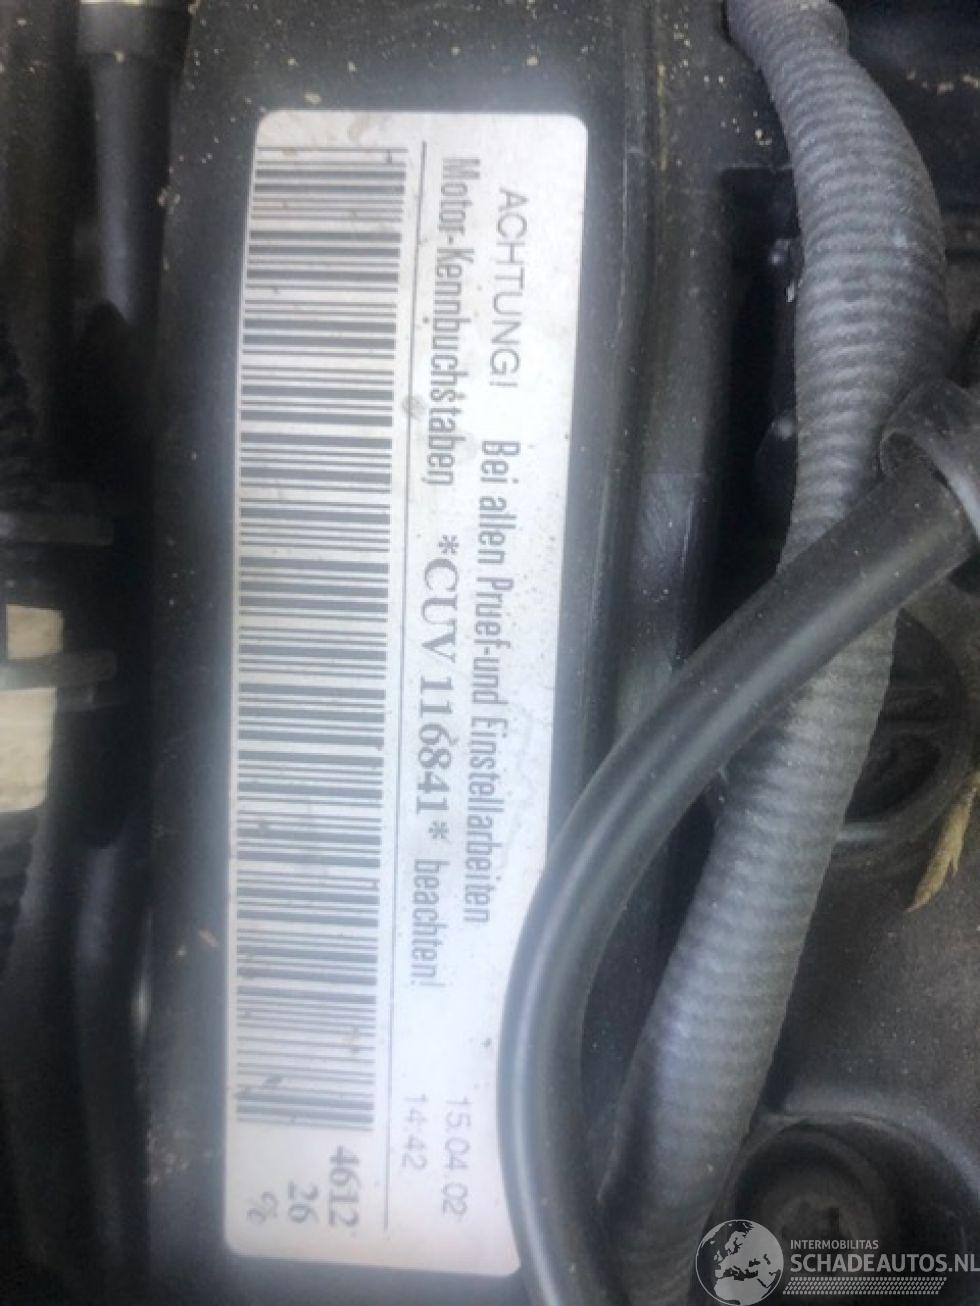 ACHTUNG! Bei allen Pruef-und Einstellarbeiten 15.04.02
Motor-Kennbuchstaben *CUV 116841* beachten! 14:42
4612
26
%
INTERMOBILITAS
SCHADEAUTOS.NL